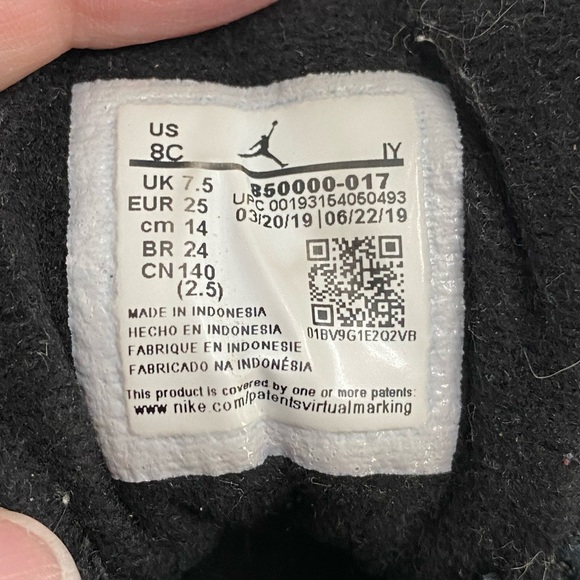 US
8C
IY
UK 7.5
EUR 25
cm 14
BR 24
CN 140
(2.5)
850000-017
UPC 00193154050493
03/20/19 | 06/22/19
01BV9G1E2Q2VB
MADE IN INDONESIA
HECHO EN INDONESIA
FABRIQUE EN INDONESIE
FABRICADO NA INDONÉSIA
This product is covered by one or more patents:
www nike com/patentsvirtualmarking